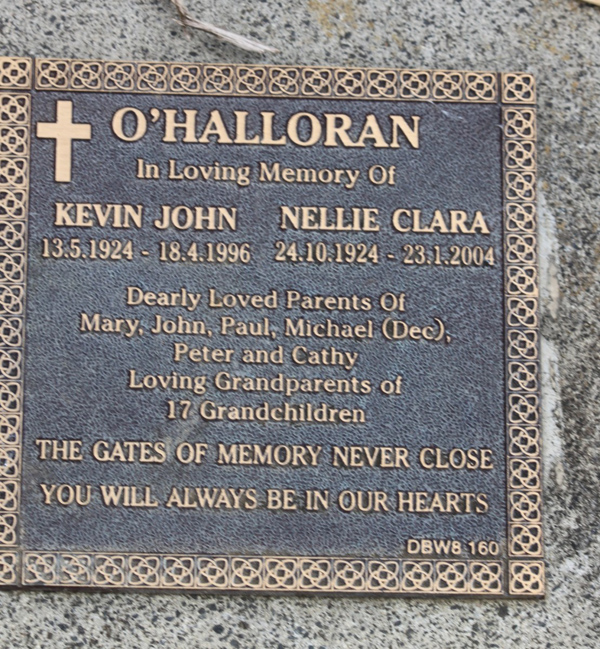 O'HALLORAN
In Loving Memory Of
KEVIN JOHN NELLIE CLARA
13.5.1924 - 18.4.1996 24.10.1924 - 23.1.2004
Dearly Loved Parents Of
Mary, John, Paul, Michael (Dec),
Peter and Cathy
Loving Grandparents of
17 Grandchildren
THE GATES OF MEMORY NEVER CLOSE
YOU WILL ALWAYS BE IN OUR HEARTS
DBW8 160